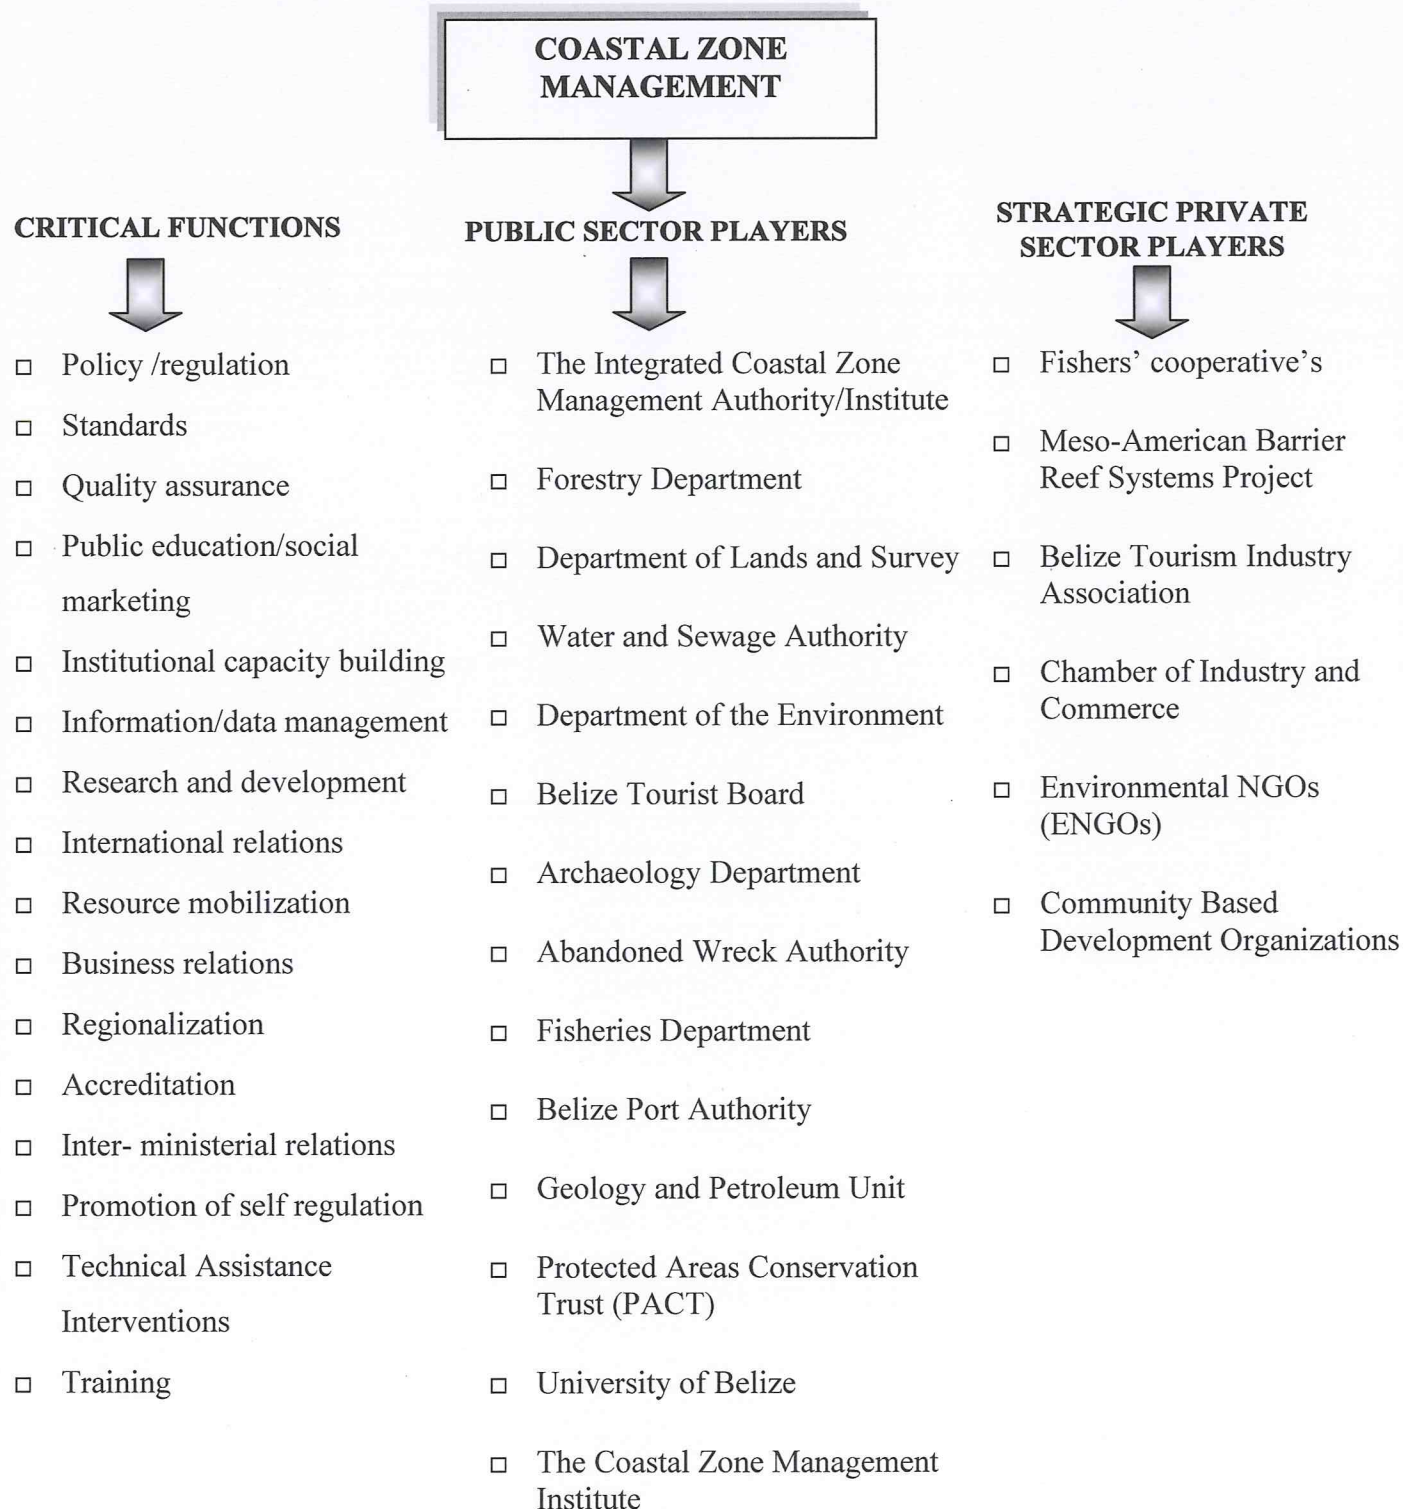 COASTAL ZONE
MANAGEMENT
CRITICAL FUNCTIONS
Policy /regulation
Standards
Quality assurance
Public education/social
marketing
Institutional capacity building
Information/data management
Research and development
International relations
Resource mobilization
Business relations
Regionalization
Accreditation
Inter- ministerial relations
Promotion of self regulation
Technical Assistance
Interventions
Training
PUBLIC SECTOR PLAYERS
The Integrated Coastal Zone
Management Authority/Institute
Forestry Department
Department of Lands and Survey
Water and Sewage Authority
Department of the Environment
Belize Tourist Board
Archaeology Department
Abandoned Wreck Authority
Fisheries Department
Belize Port Authority
Geology and Petroleum Unit
Protected Areas Conservation
Trust (PACT)
University of Belize
The Coastal Zone Management
Institute
STRATEGIC PRIVATE
SECTOR PLAYERS
Fishers’ cooperative’s
Meso-American Barrier
Reef Systems Project
Belize Tourism Industry
Association
Chamber of Industry and
Commerce
Environmental NGOs
(ENGOs)
Community Based
Development Organizations